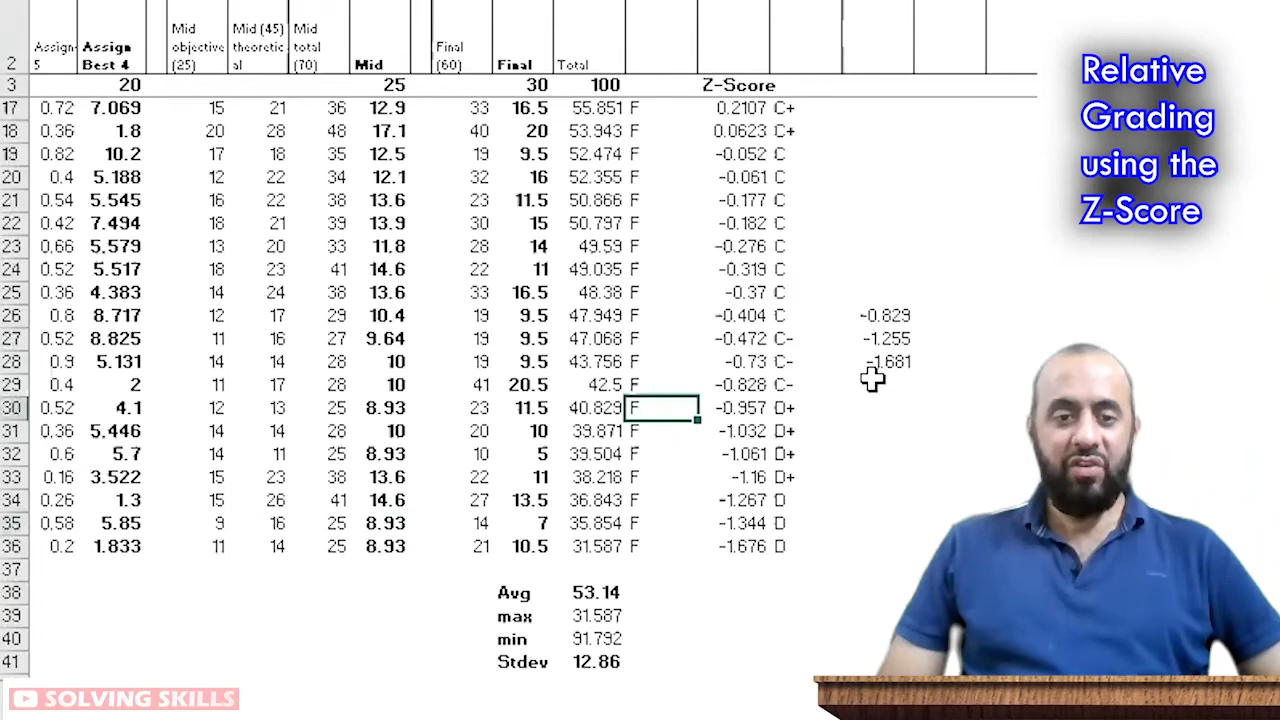 Relative
Grading
using the
Z-Score
Assign- Assign Mid objective (25) Mid (45) theoretic al Mid total (70) Final (60)
2 5 Best 4 Mid Final Total
3 20 25 30 100 Z-Score
17 0.72 7.069 15 21 36 12.9 33 16.5 55.851 F 0.2107 C+
18 0.36 1.8 20 28 48 17.1 40 20 53.943 F 0.0623 C+
19 0.82 10.2 17 18 35 12.5 19 9.5 52.474 F -0.052 C
20 0.4 5.188 12 22 34 12.1 32 16 52.355 F -0.061 C
21 0.54 5.545 16 22 38 13.6 23 11.5 50.866 F -0.177 C
22 0.42 7.494 18 21 39 13.9 30 15 50.797 F -0.182 C
23 0.66 5.579 13 20 33 11.8 28 14 49.59 F -0.276 C
24 0.52 5.517 18 23 41 14.6 22 11 49.035 F -0.319 C
25 0.36 4.383 14 24 38 13.6 33 16.5 48.38 F -0.37 C
26 0.8 8.717 12 17 29 10.4 19 9.5 47.949 F -0.404 C -0.829
27 0.52 8.825 11 16 27 9.64 19 9.5 47.068 F -0.472 C- -1.255
28 0.9 5.131 14 14 28 10 19 9.5 43.756 F -0.73 C- -1.681
29 0.4 2 11 17 28 10 41 20.5 42.5 F -0.828 C-
30 0.52 4.1 12 13 25 8.93 23 11.5 40.829 F -0.957 D+
31 0.36 5.446 14 14 28 10 20 10 39.871 F -1.032 D+
32 0.6 5.7 14 11 25 8.93 10 5 39.504 F -1.061 D+
33 0.16 3.522 15 23 38 13.6 22 11 38.218 F -1.16 D+
34 0.26 1.3 15 26 41 14.6 27 13.5 36.843 F -1.267 D
35 0.58 5.85 9 16 25 8.93 14 7 35.854 F -1.344 D
36 0.2 1.833 11 14 25 8.93 21 10.5 31.587 F -1.676 D
37
38 Avg 53.14
39 max 31.587
40 min 91.792
41 Stdev 12.86
SOLVING SKILLS